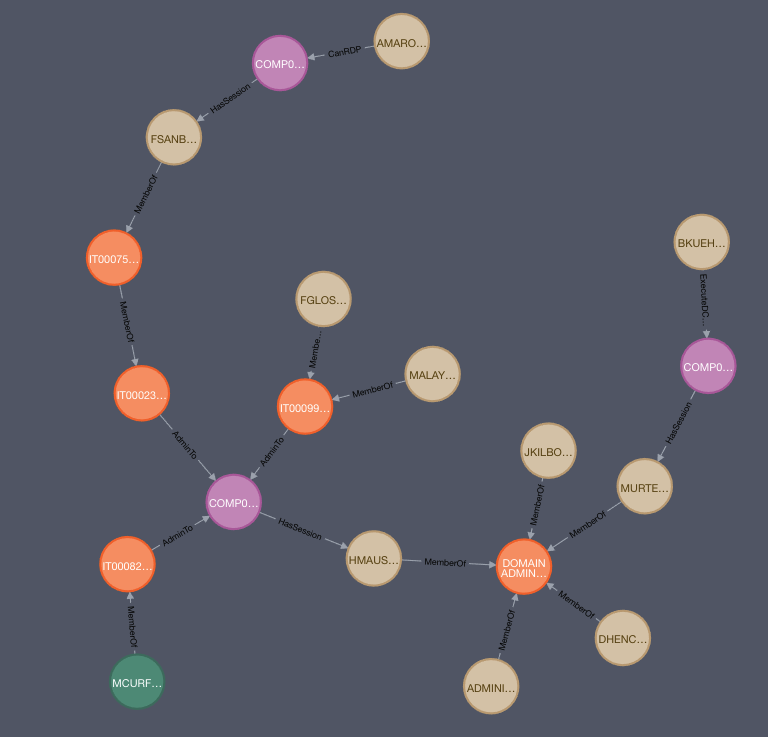 AMARO...
CanRDP
COMP0...
HasSession
FSANB...
MemberOf
IT00075...
MemberOf
IT00023...
AdminTo
FGLOS...
Membe...
MALAY...
MemberOf
IT00099...
AdminTo
COMP0...
HasSession
HMAUS...
MemberOf
AdminTo
IT00082...
MemberOf
MCURF...
BKUEH...
ExecuteDC...
COMP0...
HasSession
MURTE...
MemberOf
JKILBO...
MemberOf
DOMAIN
ADMIN...
MemberOf
DHENC...
MemberOf
ADMINI...